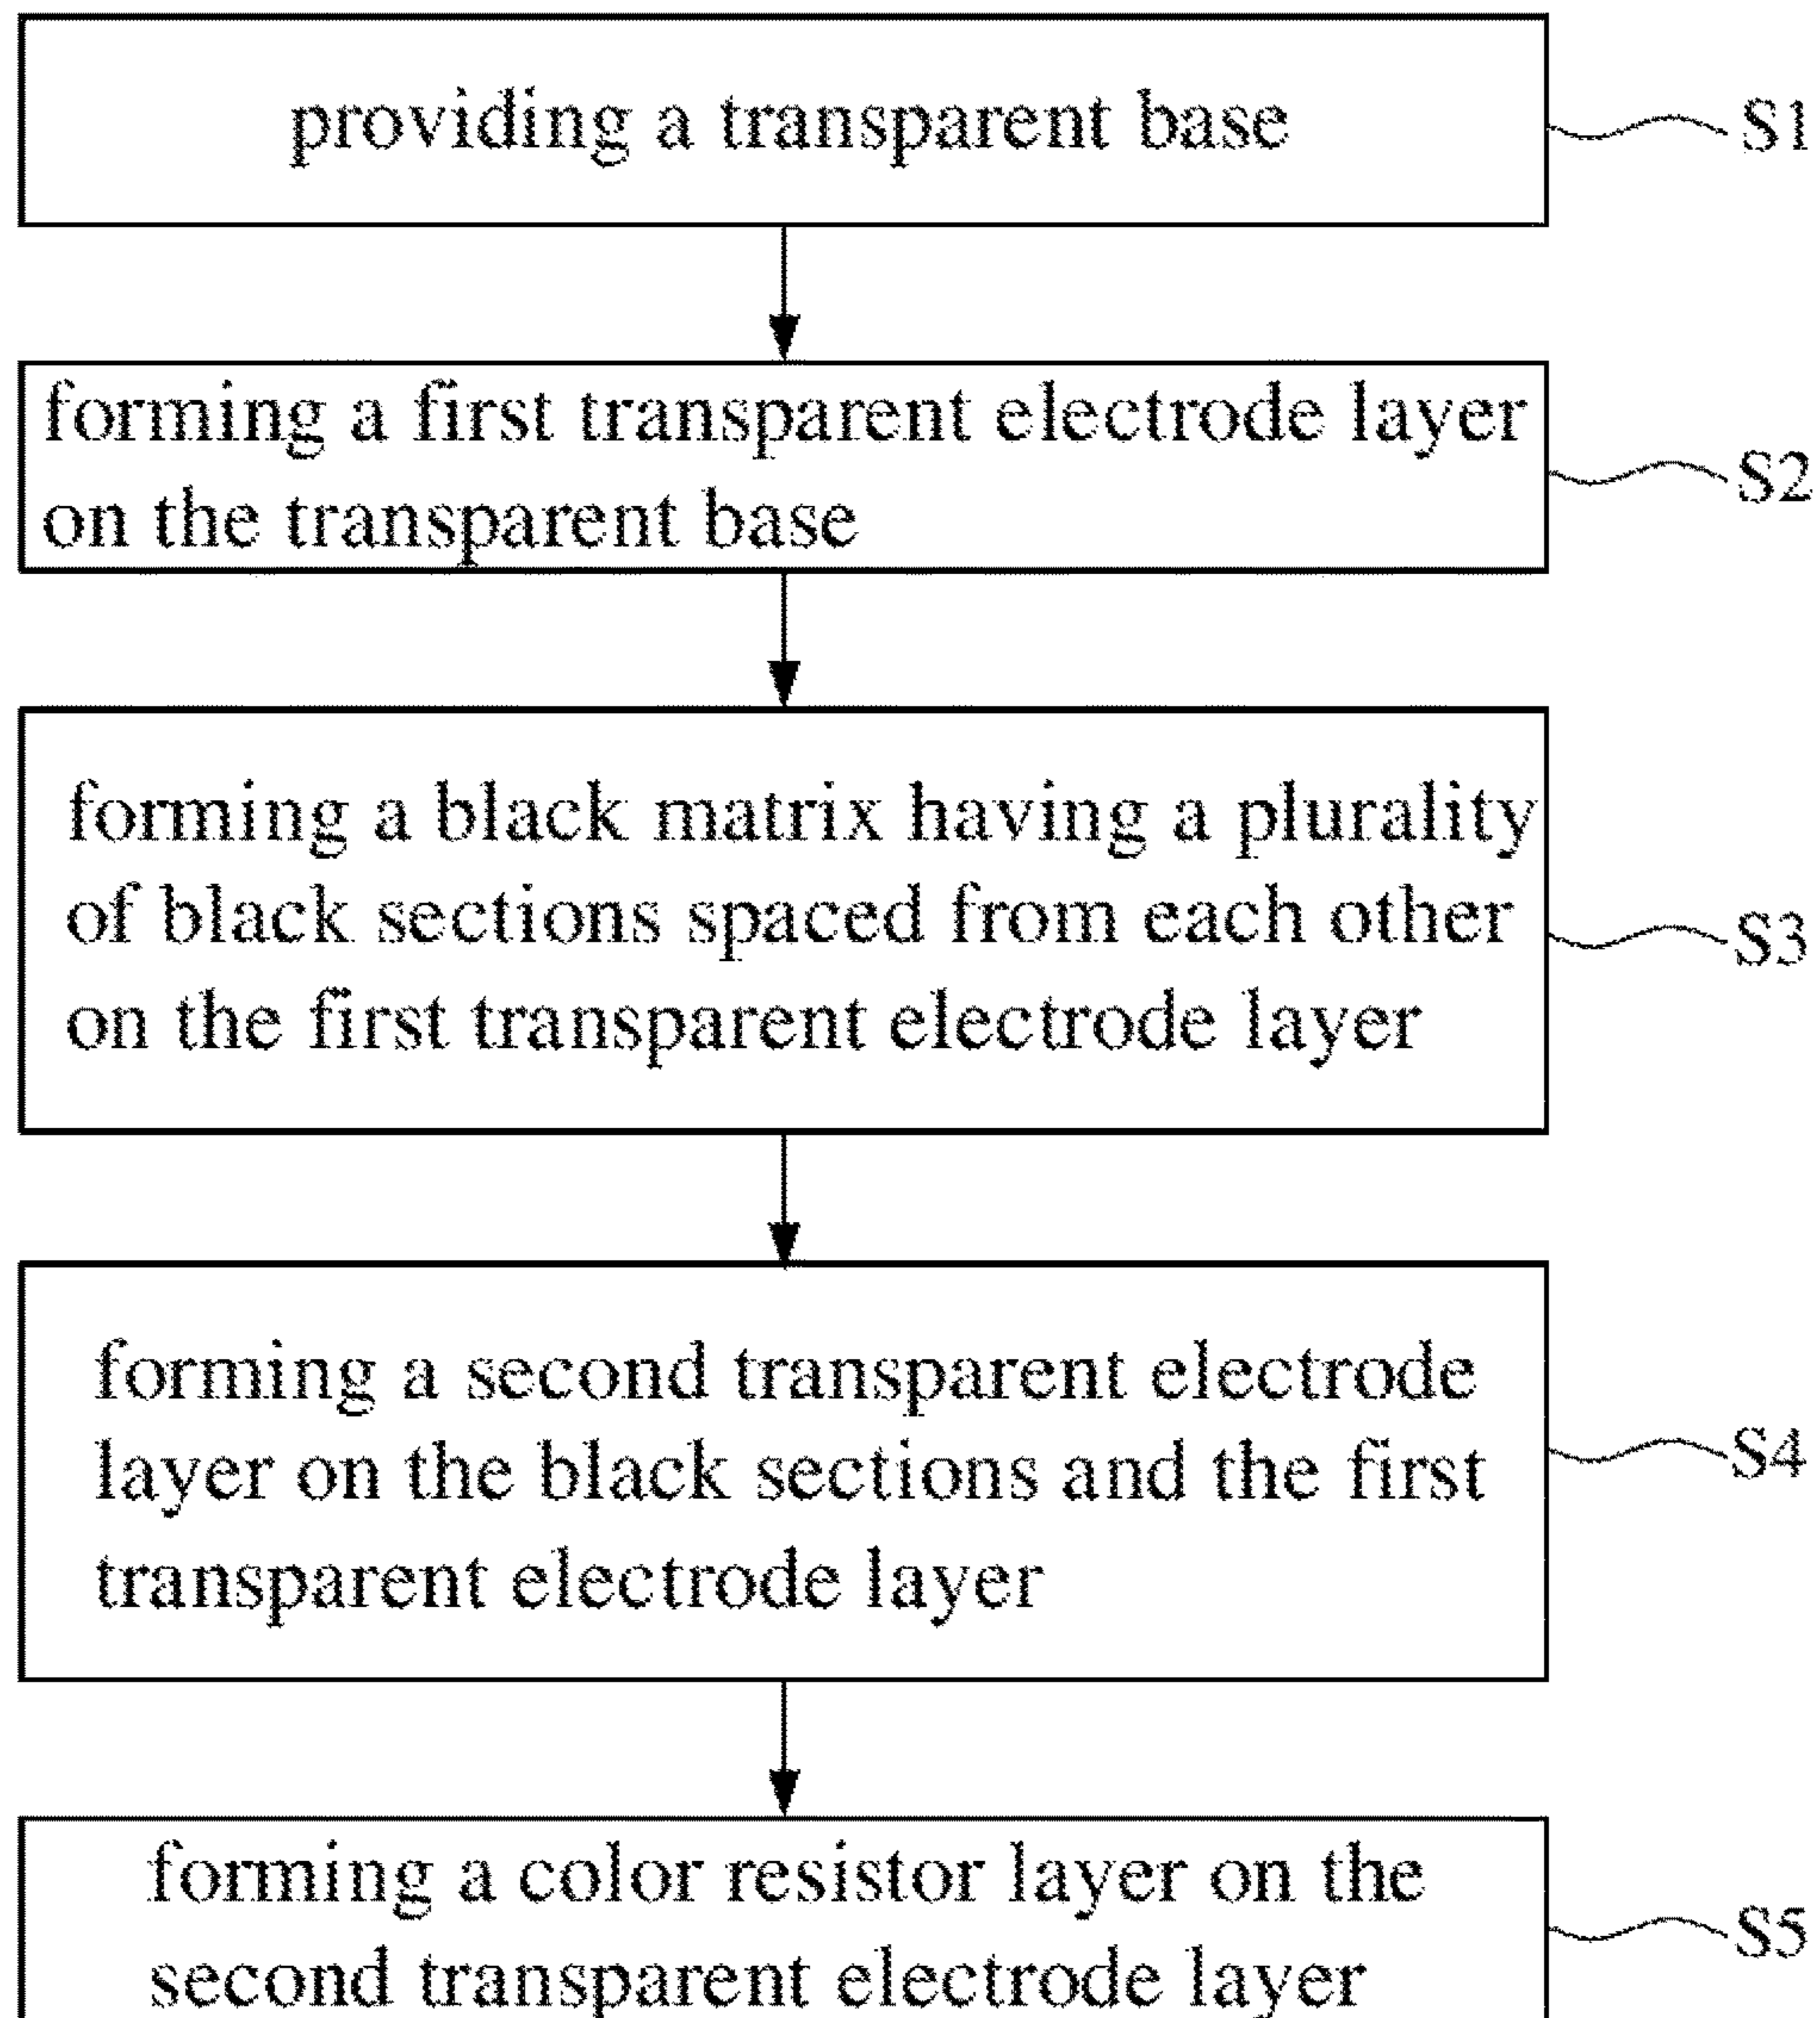 providing a transparent base
S1
forming a first transparent electrode layer
on the transparent base
S2
forming a black matrix having a plurality
of black sections spaced from each other
on the first transparent electrode layer
S3
forming a second transparent electrode
layer on the black sections and the first
transparent electrode layer
S4
forming a color resistor layer on the
second transparent electrode layer
S5